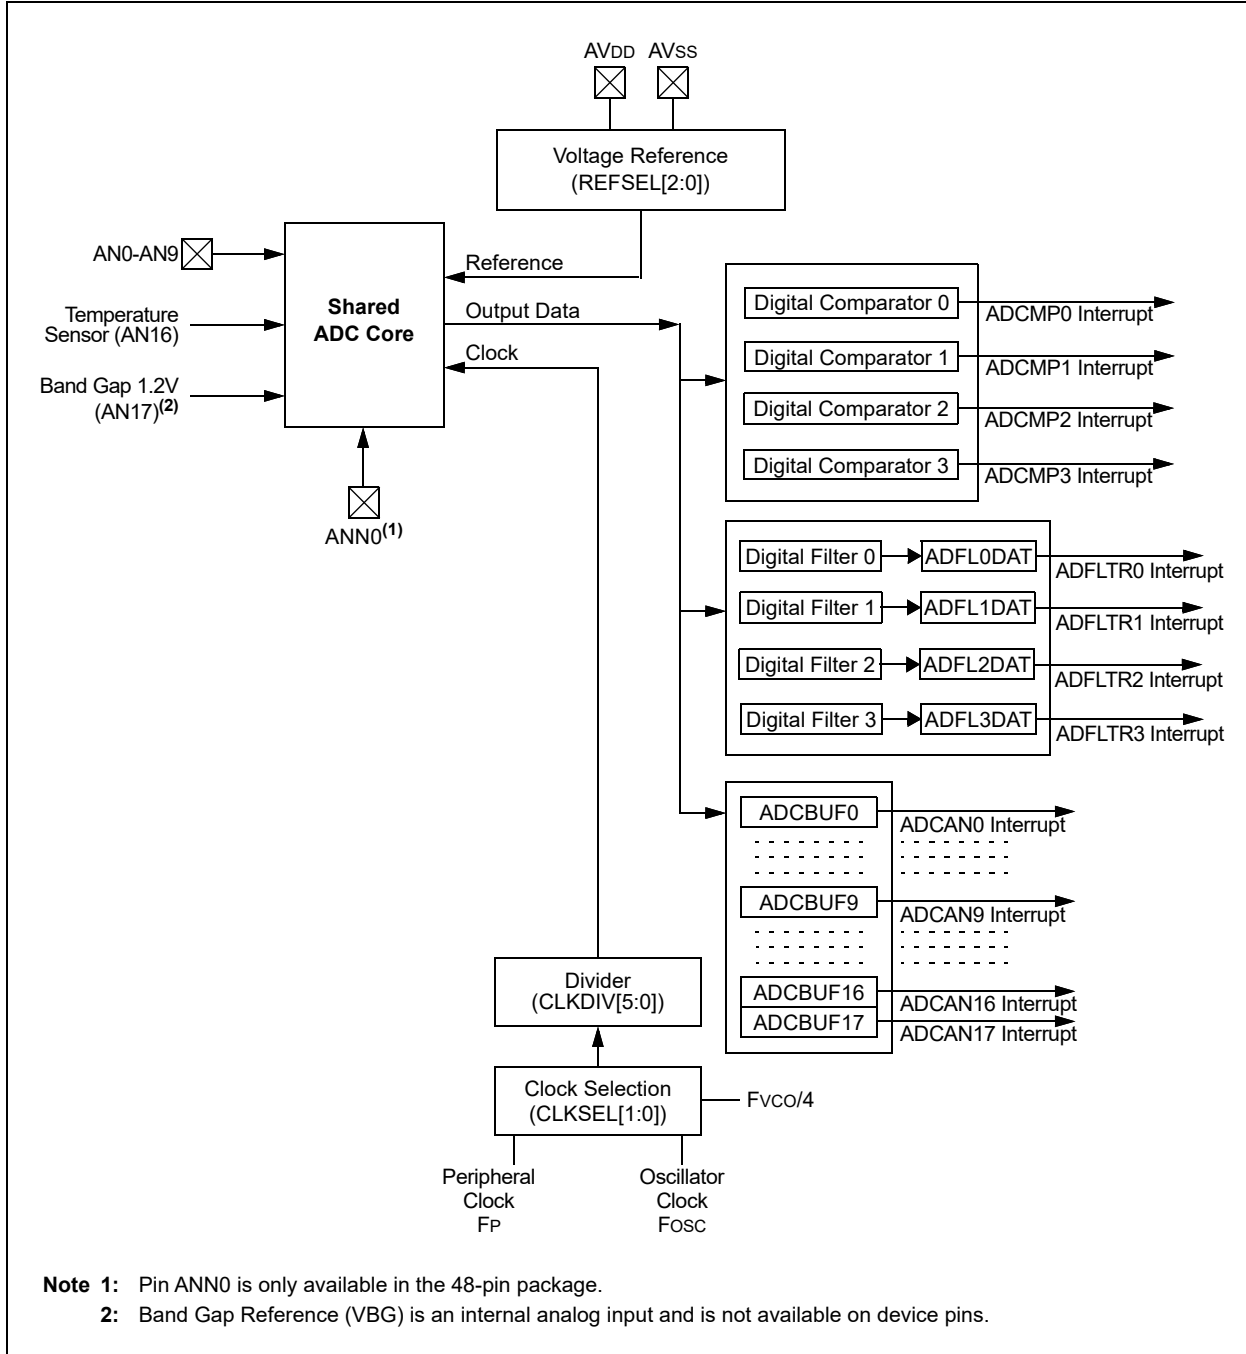 AVDD AVSS
Voltage Reference
(REFSEL[2:0])
AN0-AN9
Reference
Shared
ADC Core
Temperature
Sensor (AN16)
Output Data
Clock
Band Gap 1.2V
(AN17)(2)
ANN0(1)
Digital Comparator 0
ADCMP0 Interrupt
Digital Comparator 1
ADCMP1 Interrupt
Digital Comparator 2
ADCMP2 Interrupt
Digital Comparator 3
ADCMP3 Interrupt
Digital Filter 0 ADFL0DAT
ADFLTR0 Interrupt
Digital Filter 1 ADFL1DAT
ADFLTR1 Interrupt
Digital Filter 2 ADFL2DAT
ADFLTR2 Interrupt
Digital Filter 3 ADFL3DAT
ADFLTR3 Interrupt
ADCBUF0
ADCAN0 Interrupt
ADCBUF9
ADCAN9 Interrupt
ADCBUF16
ADCAN16 Interrupt
ADCBUF17
ADCAN17 Interrupt
Divider
(CLKDIV[5:0])
Clock Selection
(CLKSEL[1:0])
FVCO/4
Peripheral
Clock
FP
Oscillator
Clock
FOSC
Note 1: Pin ANN0 is only available in the 48-pin package.
2: Band Gap Reference (VBG) is an internal analog input and is not available on device pins.